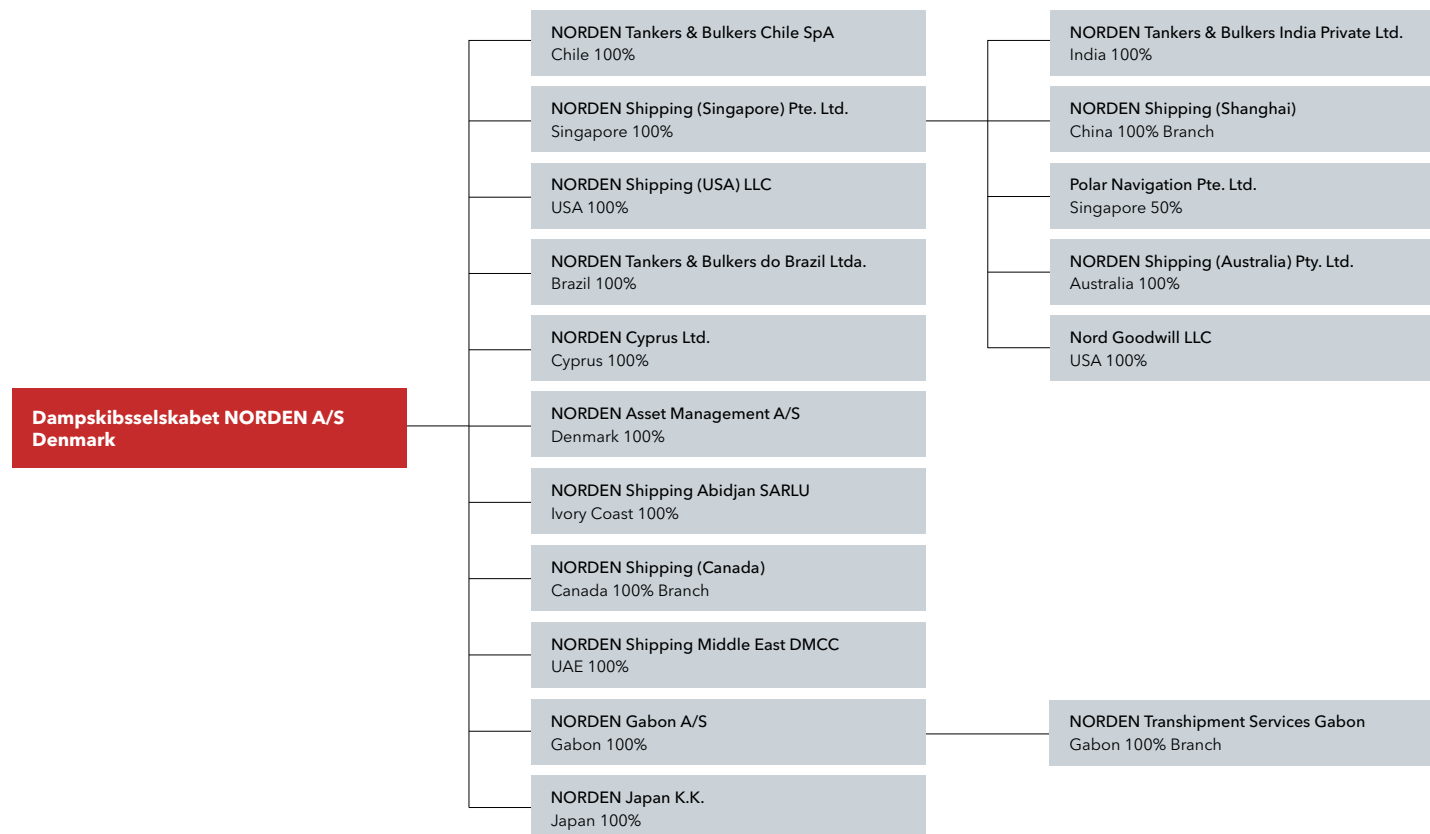 Dampskibsselskabet NORDEN A/S
Denmark
NORDEN Tankers & Bulkers Chile SpA
Chile 100%
NORDEN Shipping (Singapore) Pte. Ltd.
Singapore 100%
NORDEN Shipping (USA) LLC
USA 100%
NORDEN Tankers & Bulkers do Brazil Ltda.
Brazil 100%
NORDEN Cyprus Ltd.
Cyprus 100%
NORDEN Asset Management A/S
Denmark 100%
NORDEN Shipping Abidjan SARLU
Ivory Coast 100%
NORDEN Shipping (Canada)
Canada 100% Branch
NORDEN Shipping Middle East DMCC
UAE 100%
NORDEN Gabon A/S
Gabon 100%
NORDEN Japan K.K.
Japan 100%
NORDEN Tankers & Bulkers India Private Ltd.
India 100%
NORDEN Shipping (Shanghai)
China 100% Branch
Polar Navigation Pte. Ltd.
Singapore 50%
NORDEN Shipping (Australia) Pty. Ltd.
Australia 100%
Nord Goodwill LLC
USA 100%
NORDEN Transhipment Services Gabon
Gabon 100% Branch